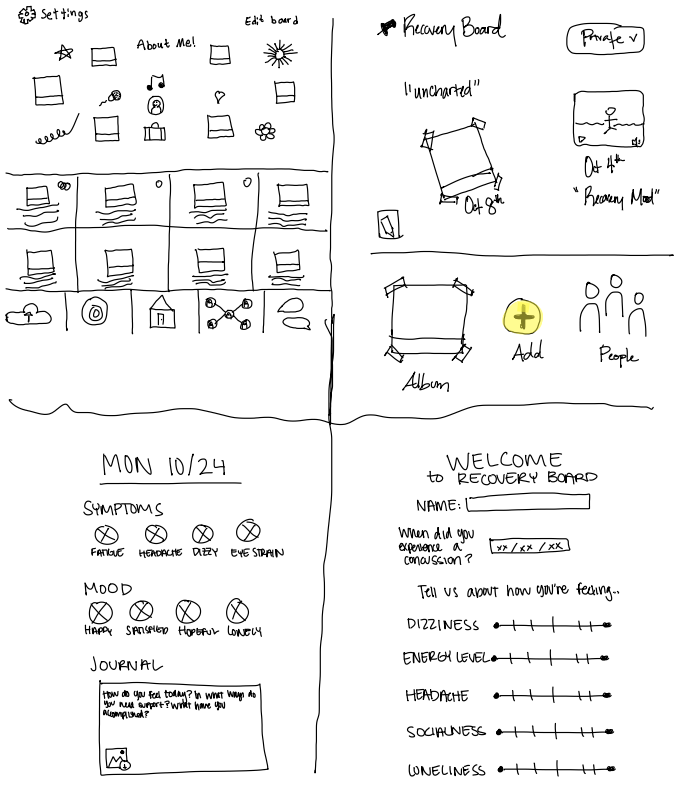 Settings
Edit board
About Me!
Recovery Board
Private v
"uncharted"
Oct 8th
Oct 4th
"Recovery Mood"
Album
Add
People
MON 10/24
SYMPTOMS
FATIGUE HEADACHE DIZZY EYE STRAIN
MOOD
HAPPY SATISFIED HOPEFUL LONELY
JOURNAL
How do you feel today? In what ways do
you need support? What have you
accomplished?
WELCOME
to RECOVERY BOARD
NAME:
When did you
experience a
concussion?
xx/xx/xx
Tell us about how you're feeling...
DIZZINESS
ENERGY LEVEL
HEADACHE
SOCIALNESS
LONELINESS